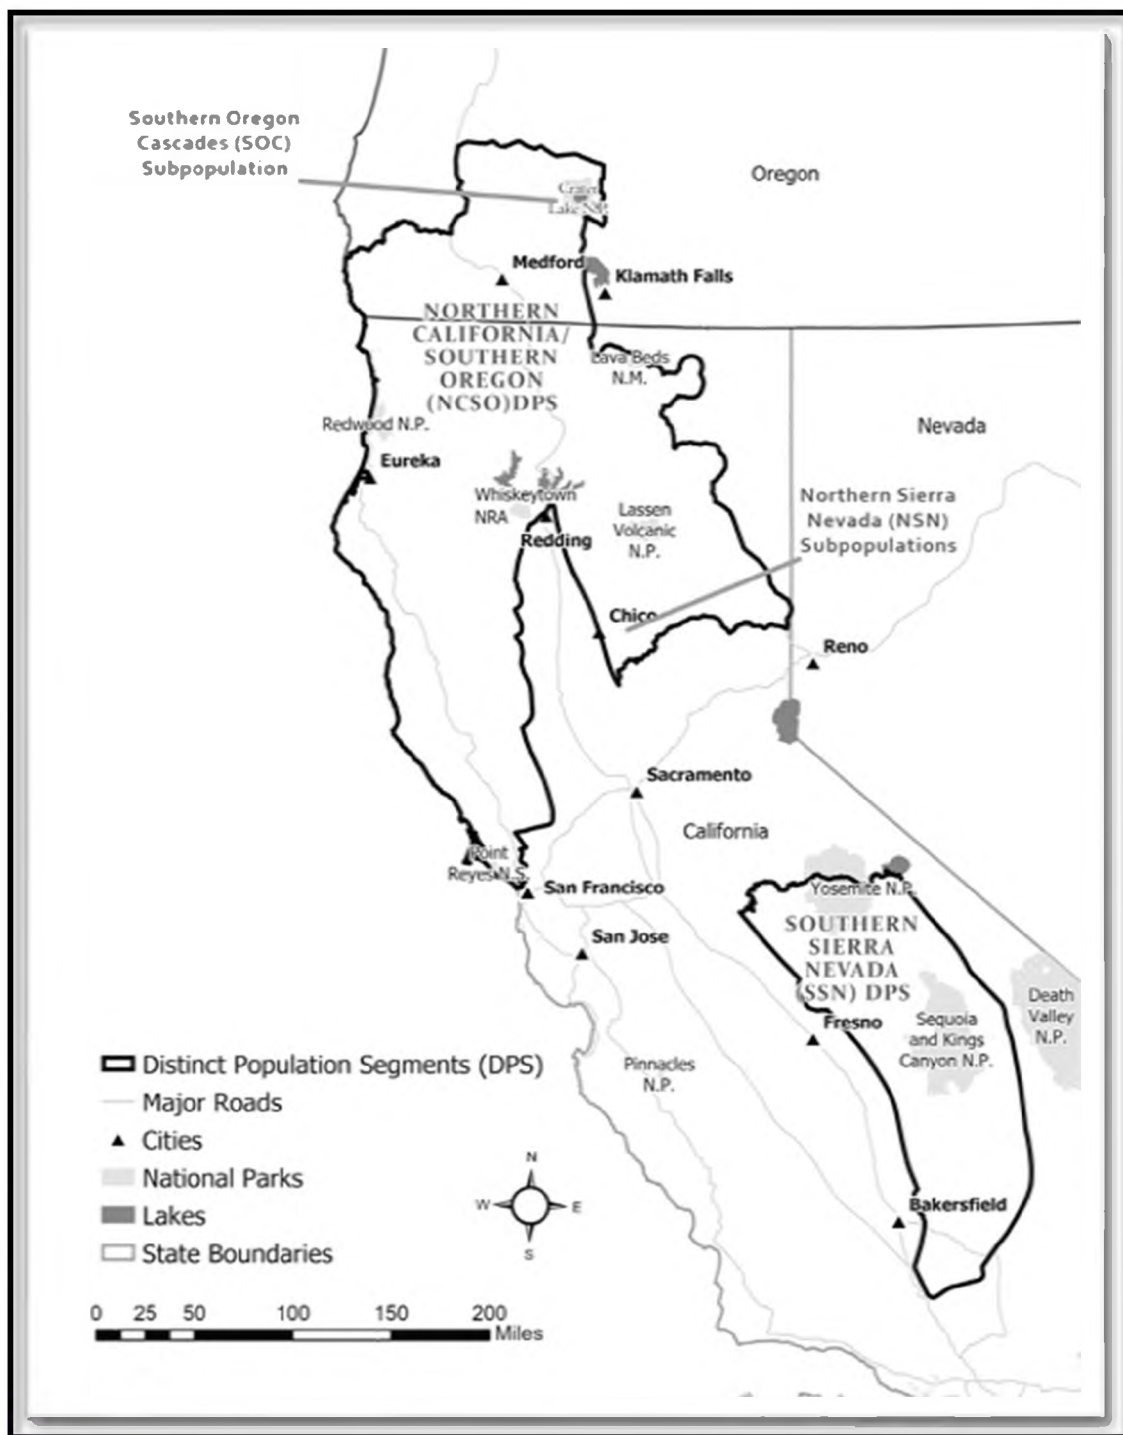 Southern Oregon
Cascades (SOC)
Subpopulation
Oregon
Crater
Lake N.P.
Medford
Klamath Falls
NORTHERN
CALIFORNIA/
SOUTHERN
OREGON
(NCSO)DPS
Lava Beds
N.M.
Redwood N.P.
Nevada
Eureka
Whiskeytown
NRA
Lassen
Volcanic
N.P.
Northern Sierra
Nevada (NSN)
Subpopulations
Redding
Chico
Reno
Sacramento
California
Point
Reyes N.S.
San Francisco
Yosemite N.P.
San Jose
SOUTHERN
SIERRA
NEVADA
(SSN) DPS
Fresno
Sequoia
and Kings
Canyon N.P.
Death
Valley
N.P.
Pinnacles
N.P.
Bakersfield
Distinct Population Segments (DPS)
Major Roads
Cities
National Parks
Lakes
State Boundaries
N
W
E
S
0 25 50 100 150 200
Miles